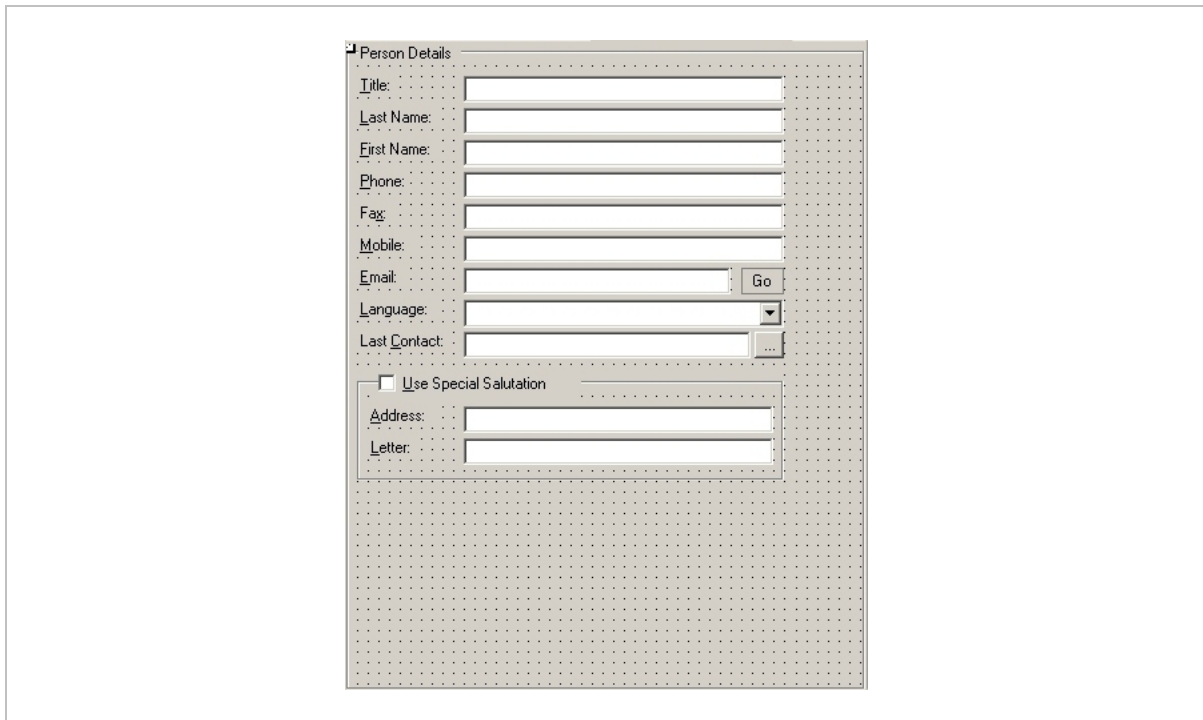 Person Details
Title:
Last Name:
First Name:
Phone:
Fax:
Mobile:
Email:
Go
Language:
Last Contact:
...
Use Special Salutation
Address:
Letter: